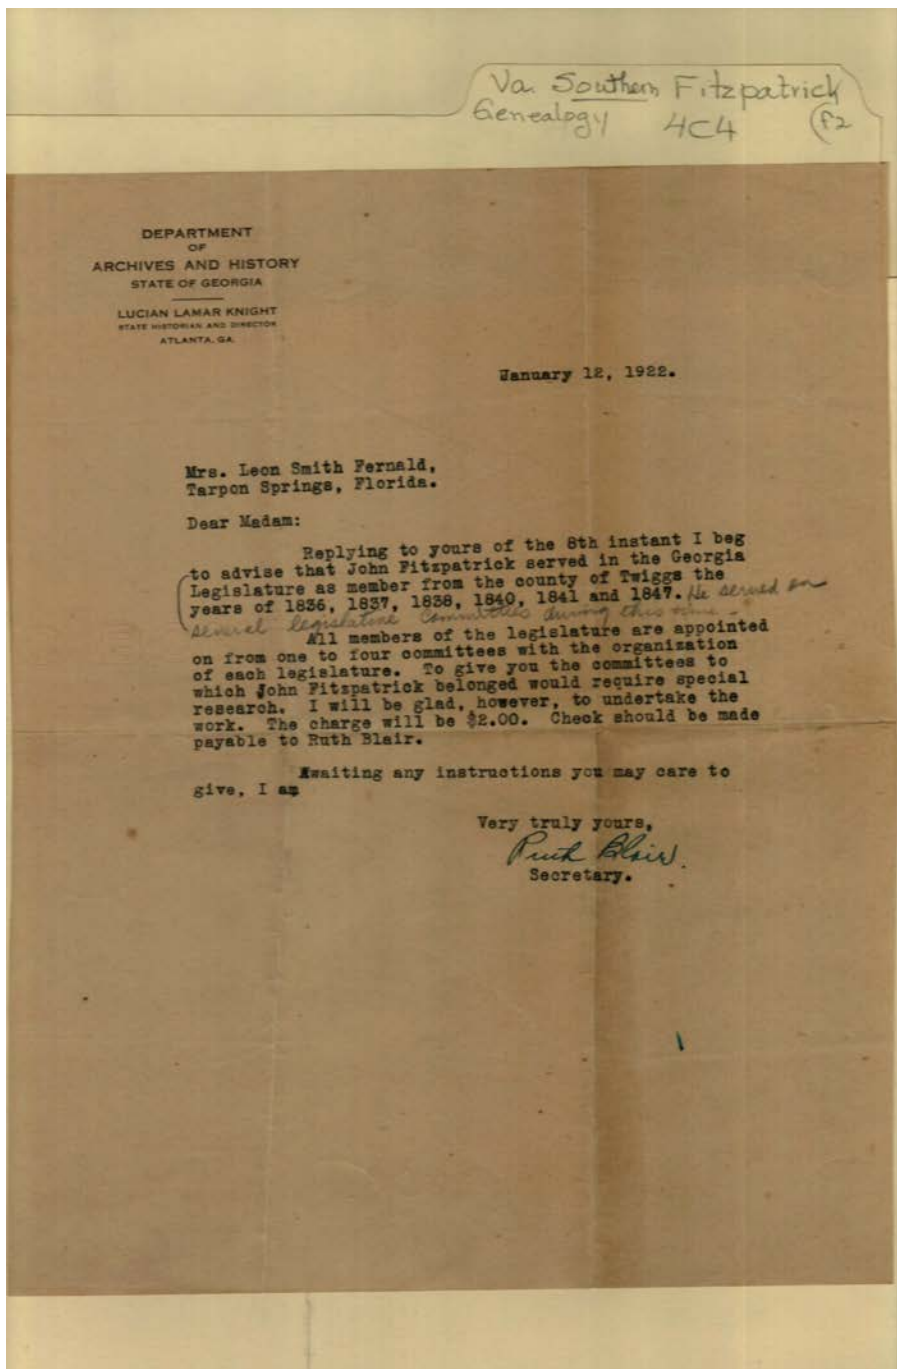 Va. Southern Fitzpatrick
Genealogy 4C4 (P2
DEPARTMENT
OF
ARCHIVES AND HISTORY
STATE OF GEORGIA
LUCIAN LAMAR KNIGHT
STATE HISTORIAN AND DIRECTOR
ATLANTA, GA.
January 12, 1922.
Mrs. Leon Smith Fernald,
Tarpon Springs, Florida.
Dear Madam:
Replying to yours of the 8th instant I beg
to advise that John Fitzpatrick served in the Georgia
Legislature as member from the county of Twiggs the
years of 1836, 1837, 1838, 1840, 1841 and 1847. He served on
several legislative Committees during this
All members of the legislature are appointed
on from one to four committees with the organization
of each legislature. To give you the committees to
which John Fitzpatrick belonged would require special
research. I will be glad, however, to undertake the
work. The charge will be $2.00. Check should be made
payable to Ruth Blair.
Awaiting any instructions you may care to
give, I am
Very truly yours,
Ruth Blair.
Secretary.